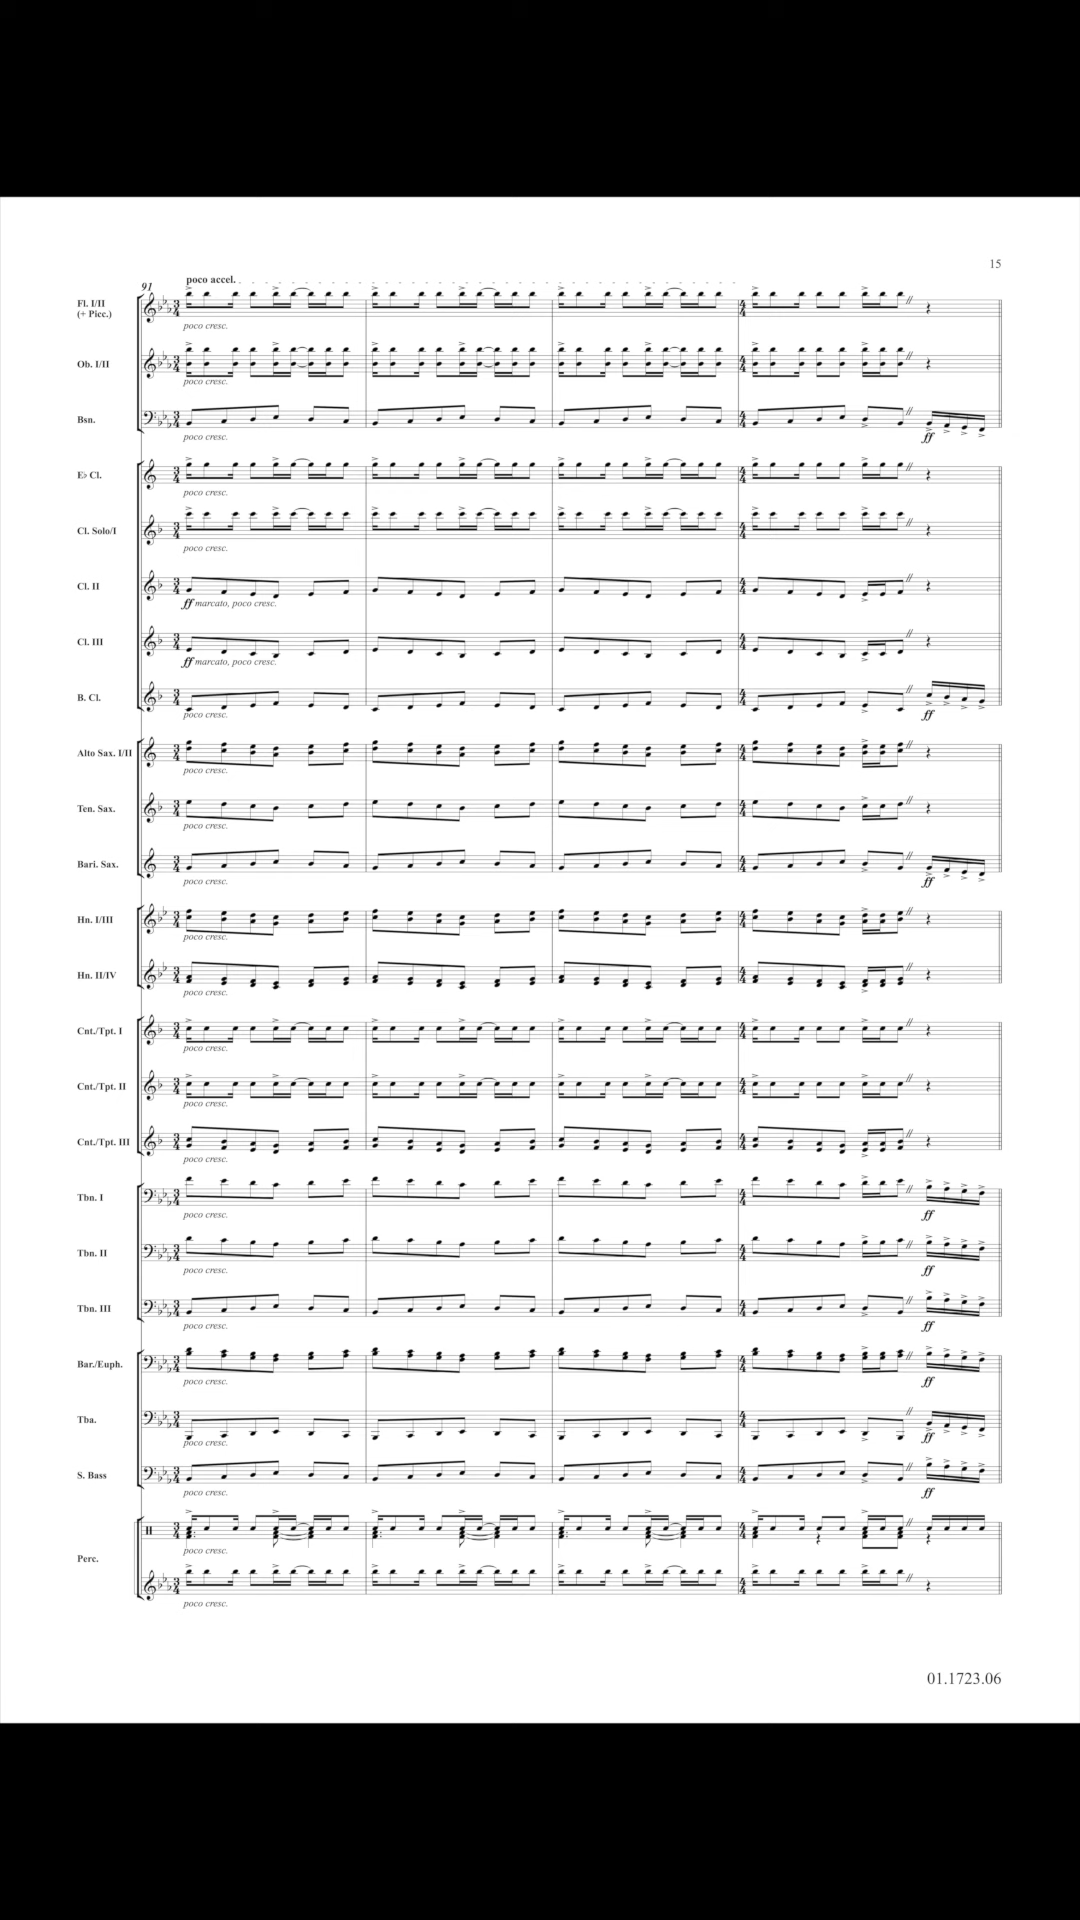 15
91
poco accel.
Fl. I/II
(+ Picc.)
poco cresc.
Ob. I/II
poco cresc.
Bsn.
poco cresc.
ff
E♭ Cl.
poco cresc.
Cl. Solo/I
poco cresc.
Cl. II
ff marcato, poco cresc.
Cl. III
ff marcato, poco cresc.
B. Cl.
poco cresc.
ff
Alto Sax. I/II
poco cresc.
Ten. Sax.
poco cresc.
Bari. Sax.
poco cresc.
ff
Hn. I/III
poco cresc.
Hn. II/IV
poco cresc.
Cnt./Tpt. I
poco cresc.
Cnt./Tpt. II
poco cresc.
Cnt./Tpt. III
poco cresc.
Tbn. I
poco cresc.
ff
Tbn. II
poco cresc.
ff
Tbn. III
poco cresc.
ff
Bar./Euph.
poco cresc.
ff
Tba.
poco cresc.
ff
S. Bass
poco cresc.
ff
poco cresc.
Perc.
poco cresc.
01.1723.06